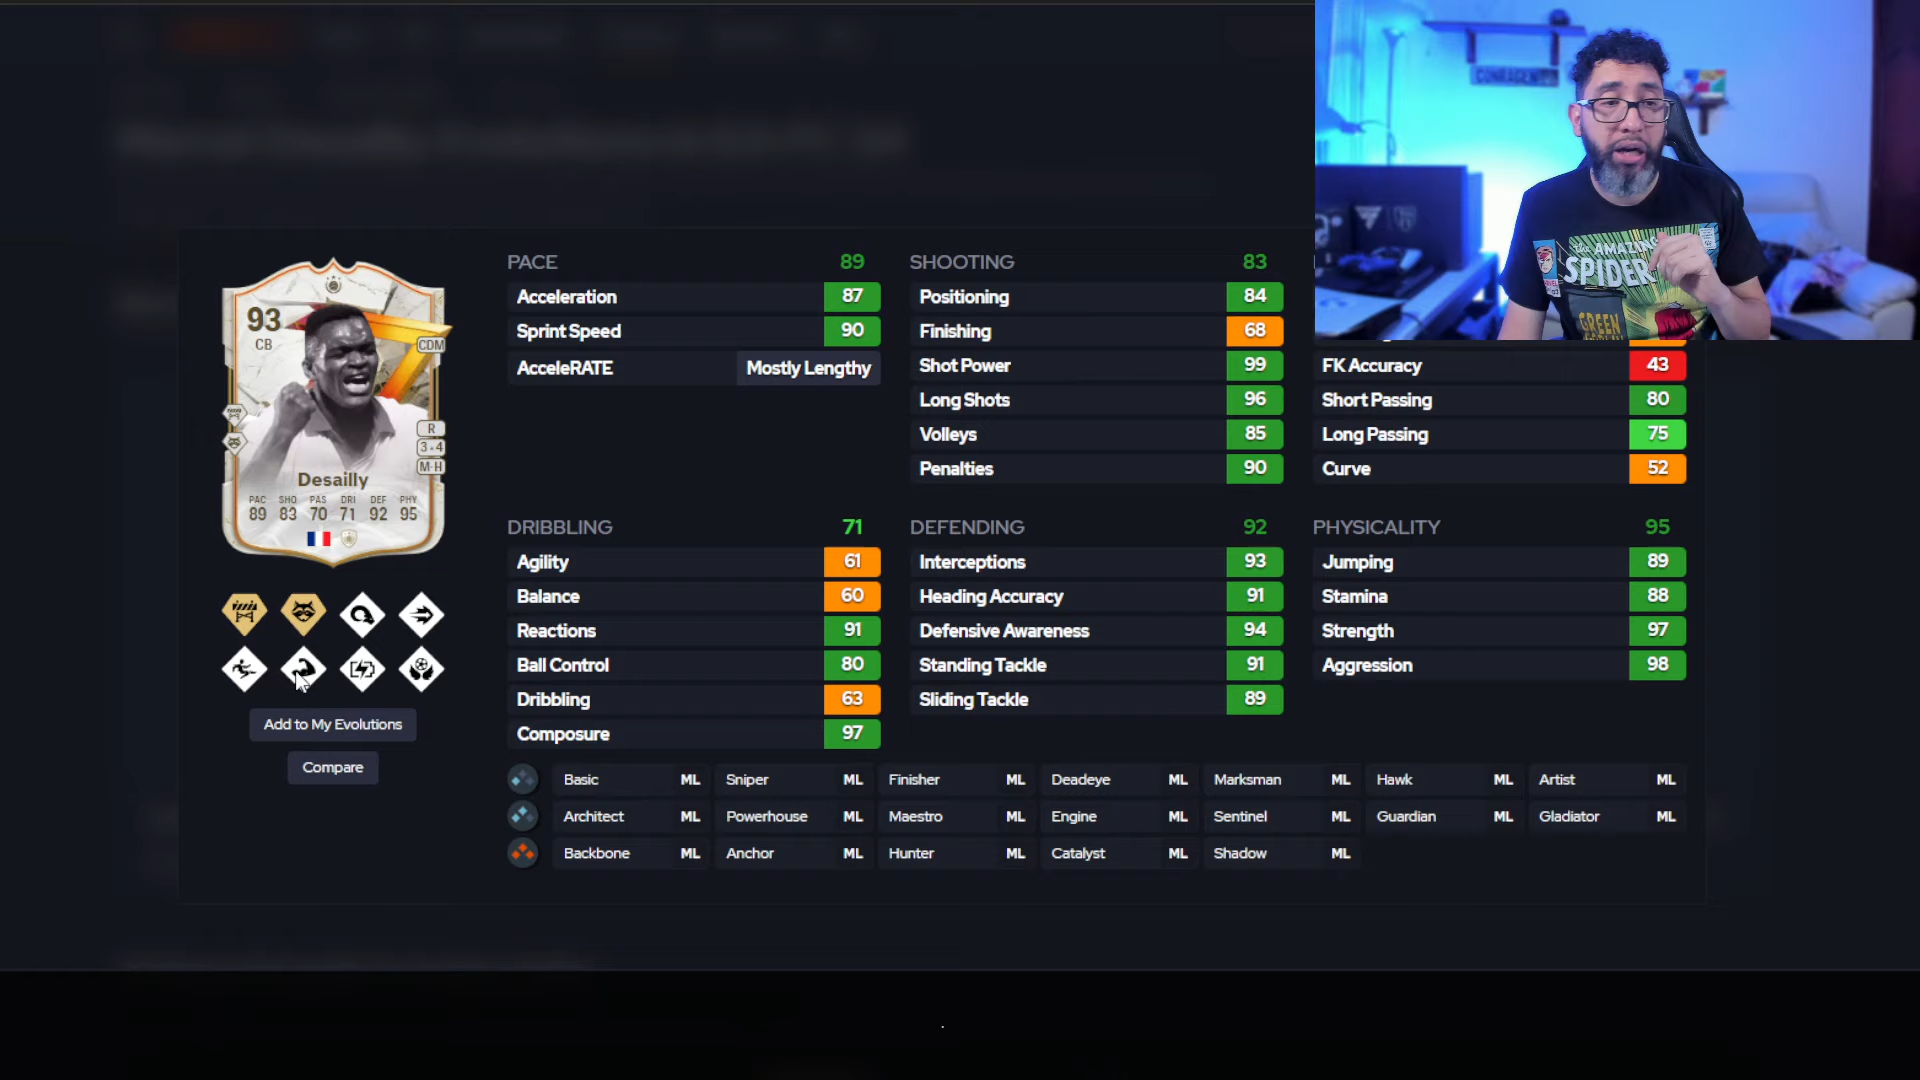 PACE 89
Acceleration 87
Sprint Speed 90
AcceleRATE Mostly Lengthy
SHOOTING 83
Positioning 84
Finishing 68
Shot Power 99
Long Shots 96
Volleys 85
Penalties 90
FK Accuracy 43
Short Passing 80
Long Passing 75
Curve 52
93
CB
CDM
R
3-4
M-H
Desailly
PAC SHO PAS DRI DEF PHY
89 83 70 71 92 95
Add to My Evolutions
Compare
DRIBBLING 71
Agility 61
Balance 60
Reactions 91
Ball Control 80
Dribbling 63
Composure 97
DEFENDING 92
Interceptions 93
Heading Accuracy 91
Defensive Awareness 94
Standing Tackle 91
Sliding Tackle 89
PHYSICALITY 95
Jumping 89
Stamina 88
Strength 97
Aggression 98
Basic ML Sniper ML Finisher ML Deadeye ML Marksman ML Hawk ML Artist ML
Architect ML Powerhouse ML Maestro ML Engine ML Sentinel ML Guardian ML Gladiator ML
Backbone ML Anchor ML Hunter ML Catalyst ML Shadow ML
the AMAZING
SPIDER
GREEN